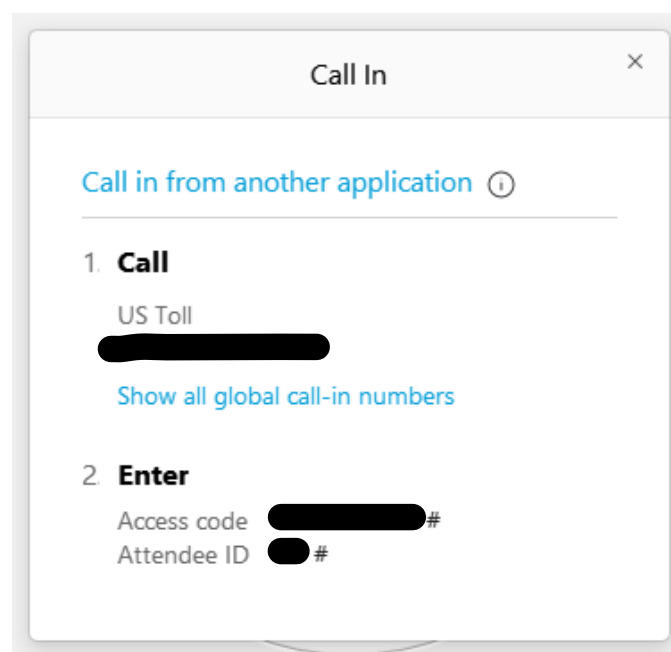 Call In
Call in from another application
1. Call
US Toll
Show all global call-in numbers
2. Enter
Access code #
Attendee ID #